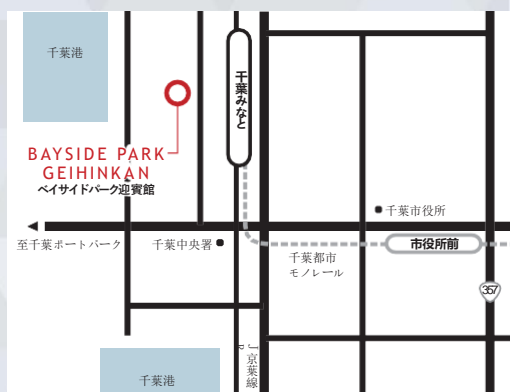 千葉港
千葉みなと
BAYSIDE PARK
GEIHINKAN
ベイサイドパーク迎賓館
千葉市役所
至千葉ポートパーク
千葉中央署
市役所前
千葉都市
モノレール
357
JR京葉線
千葉港